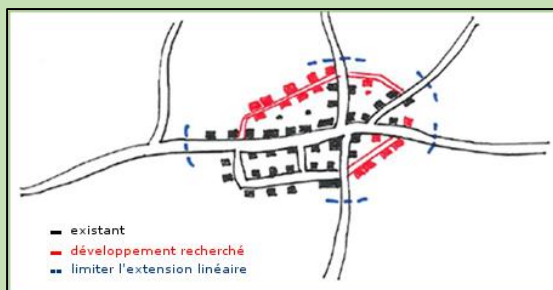 existant
développement recherché
limiter l'extension linéaire